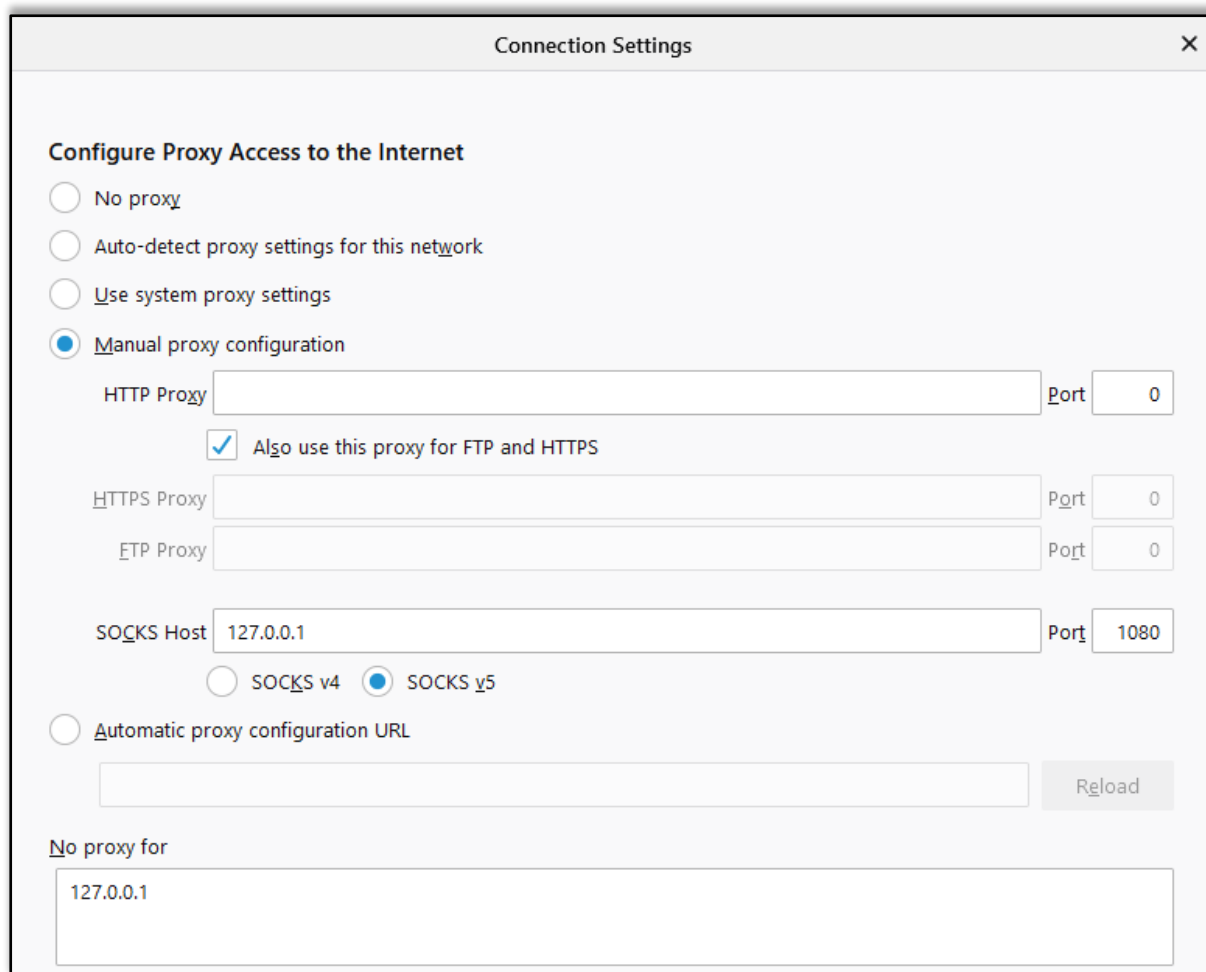 Connection Settings
Configure Proxy Access to the Internet
No proxy
Auto-detect proxy settings for this network
Use system proxy settings
Manual proxy configuration
HTTP Proxy Port 0
Also use this proxy for FTP and HTTPS
HTTPS Proxy Port 0
FTP Proxy Port 0
SOCKS Host 127.0.0.1 Port 1080
SOCKS v4 SOCKS v5
Automatic proxy configuration URL
Reload
No proxy for
127.0.0.1